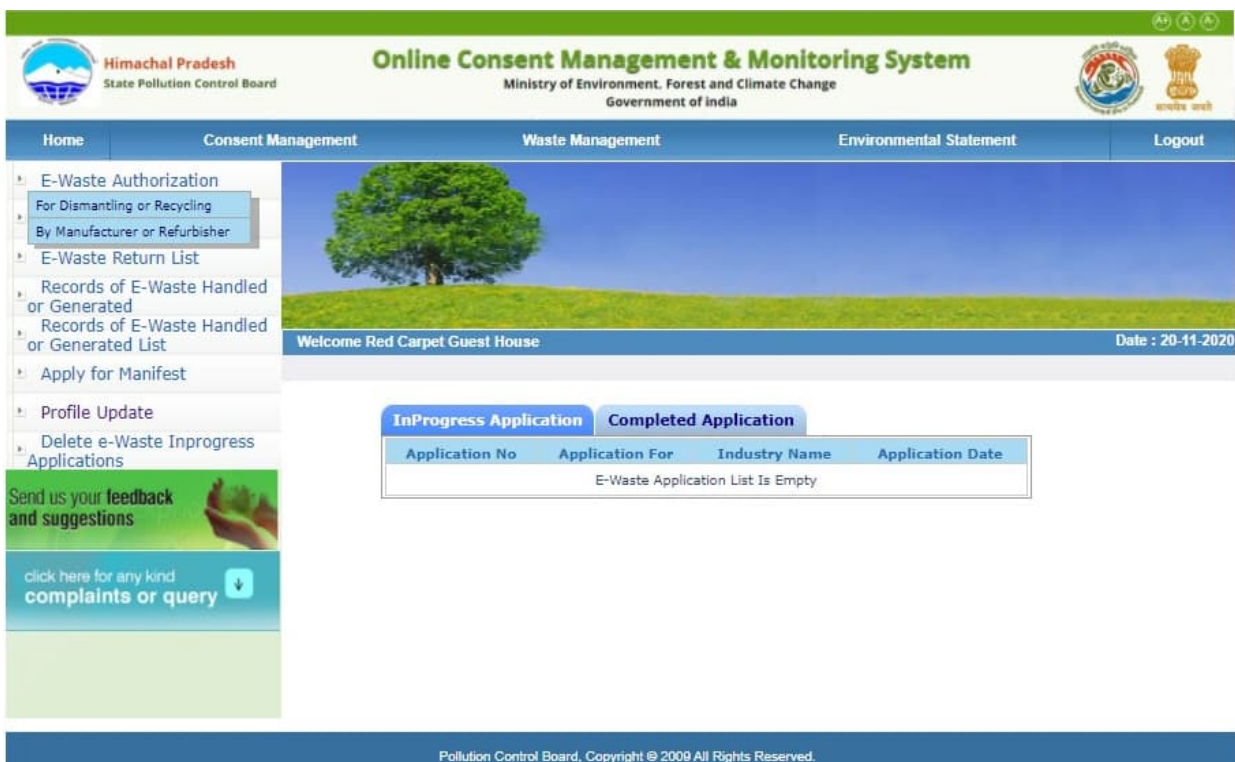 A+ A A-
Himachal Pradesh
State Pollution Control Board
Online Consent Management & Monitoring System
Ministry of Environment, Forest and Climate Change
Government of india
सत्यमेव जयते
Home Consent Management Waste Management Environmental Statement Logout
E-Waste Authorization
For Dismantling or Recycling
By Manufacturer or Refurbisher
E-Waste Return List
Records of E-Waste Handled
or Generated
Records of E-Waste Handled
or Generated List
Apply for Manifest
Profile Update
Delete e-Waste Inprogress
Applications
Send us your feedback
and suggestions
click here for any kind
complaints or query
Welcome Red Carpet Guest House Date : 20-11-2020
InProgress Application Completed Application
Application No Application For Industry Name Application Date
E-Waste Application List Is Empty
Pollution Control Board, Copyright © 2009 All Rights Reserved.